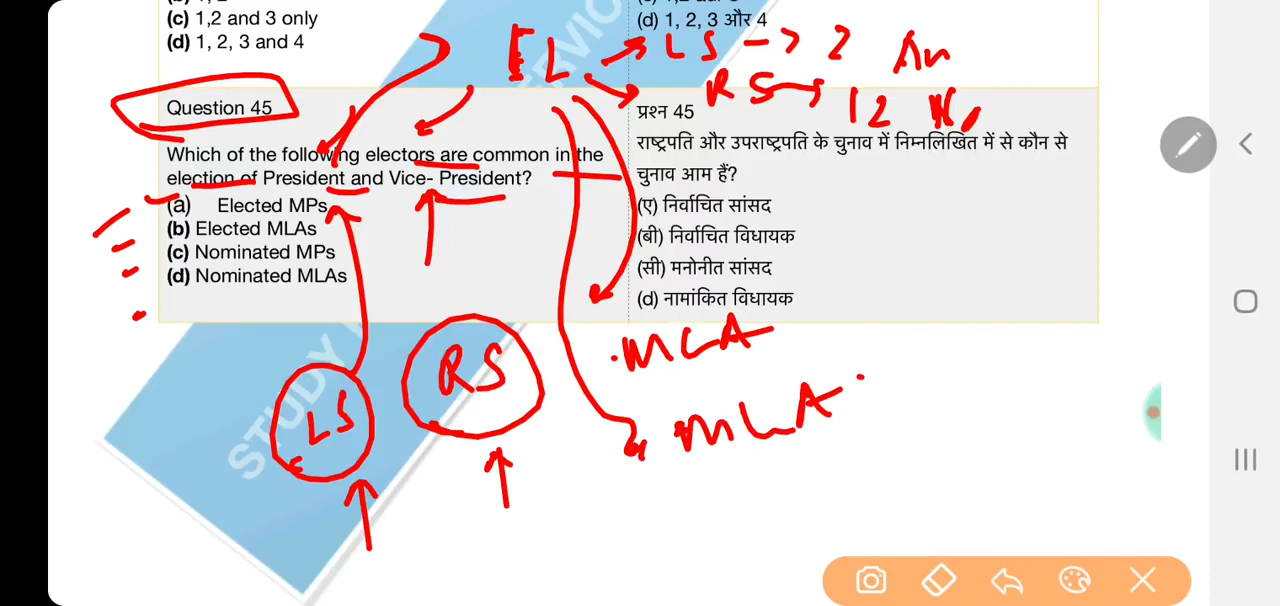 (c) 1,2 and 3 only
(d) 1, 2, 3 and 4
(d) 1, 2, 3 और 4
EL → LS → 2 An
RS → 12
Question 45
Which of the following electors are common in the
election of President and Vice- President?
(a) Elected MPs
(b) Elected MLAs
(c) Nominated MPs
(d) Nominated MLAs
प्रश्न 45
राष्ट्रपति और उपराष्ट्रपति के चुनाव में निम्नलिखित में से कौन से
चुनाव आम हैं?
(ए) निर्वाचित सांसद
(बी) निर्वाचित विधायक
(सी) मनोनीत सांसद
(d) नामांकित विधायक
MLA
MLA
RS
LS
STUDY